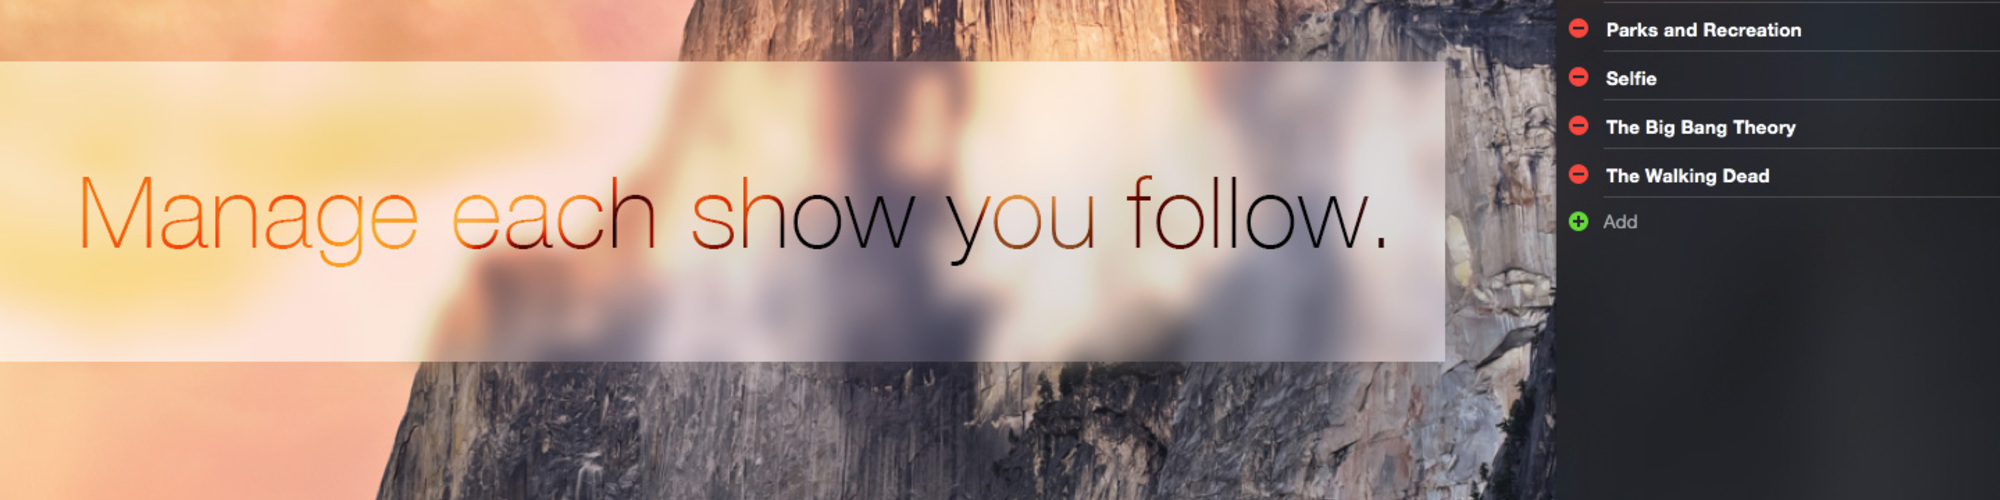 Manage each show you follow.
Parks and Recreation
Selfie
The Big Bang Theory
The Walking Dead
Add